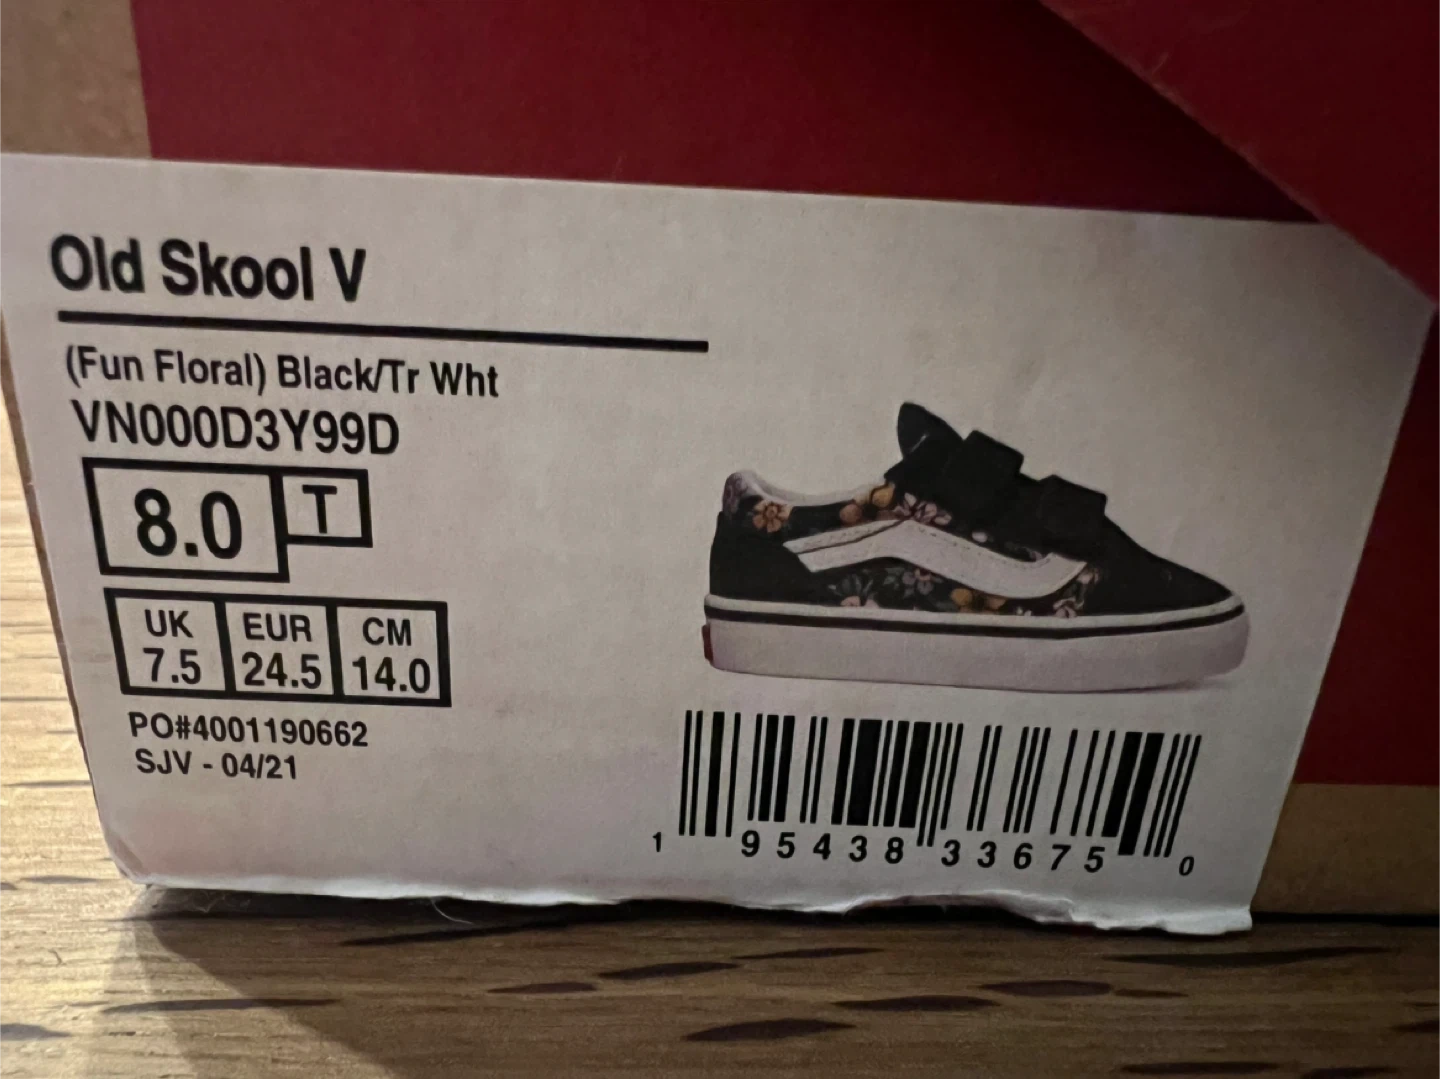 Old Skool V
(Fun Floral) Black/Tr Wht
VN000D3Y99D
8.0 T
UK EUR CM
7.5 24.5 14.0
PO#4001190662
SJV - 04/21
1 95438 33675 0